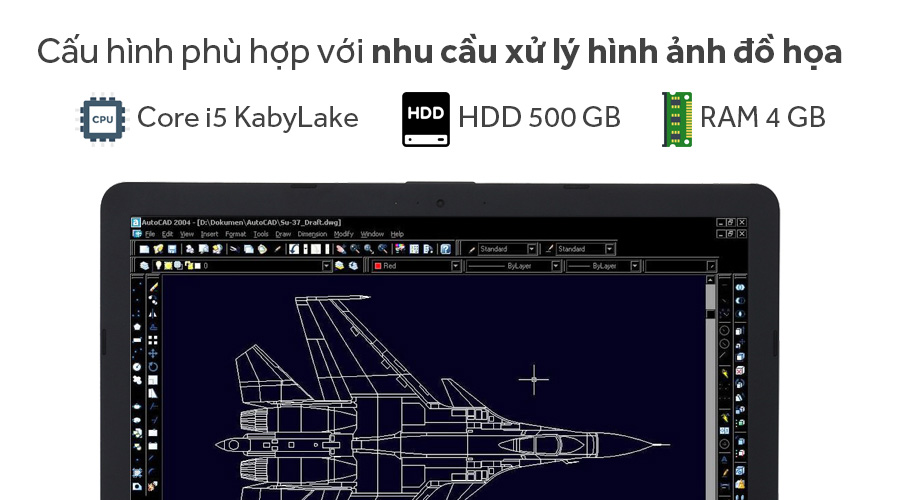 Cấu hình phù hợp với nhu cầu xử lý hình ảnh đồ họa
CPU Core i5 KabyLake HDD HDD 500 GB RAM 4 GB
AutoCAD 2004 - [D:\Dokumen\AutoCAD\Su-37_Draft.dwg]
File Edit View Insert Format Tools Draw Dimension Modify Window Help
Standard Standard
0 Red ByLayer ByLayer